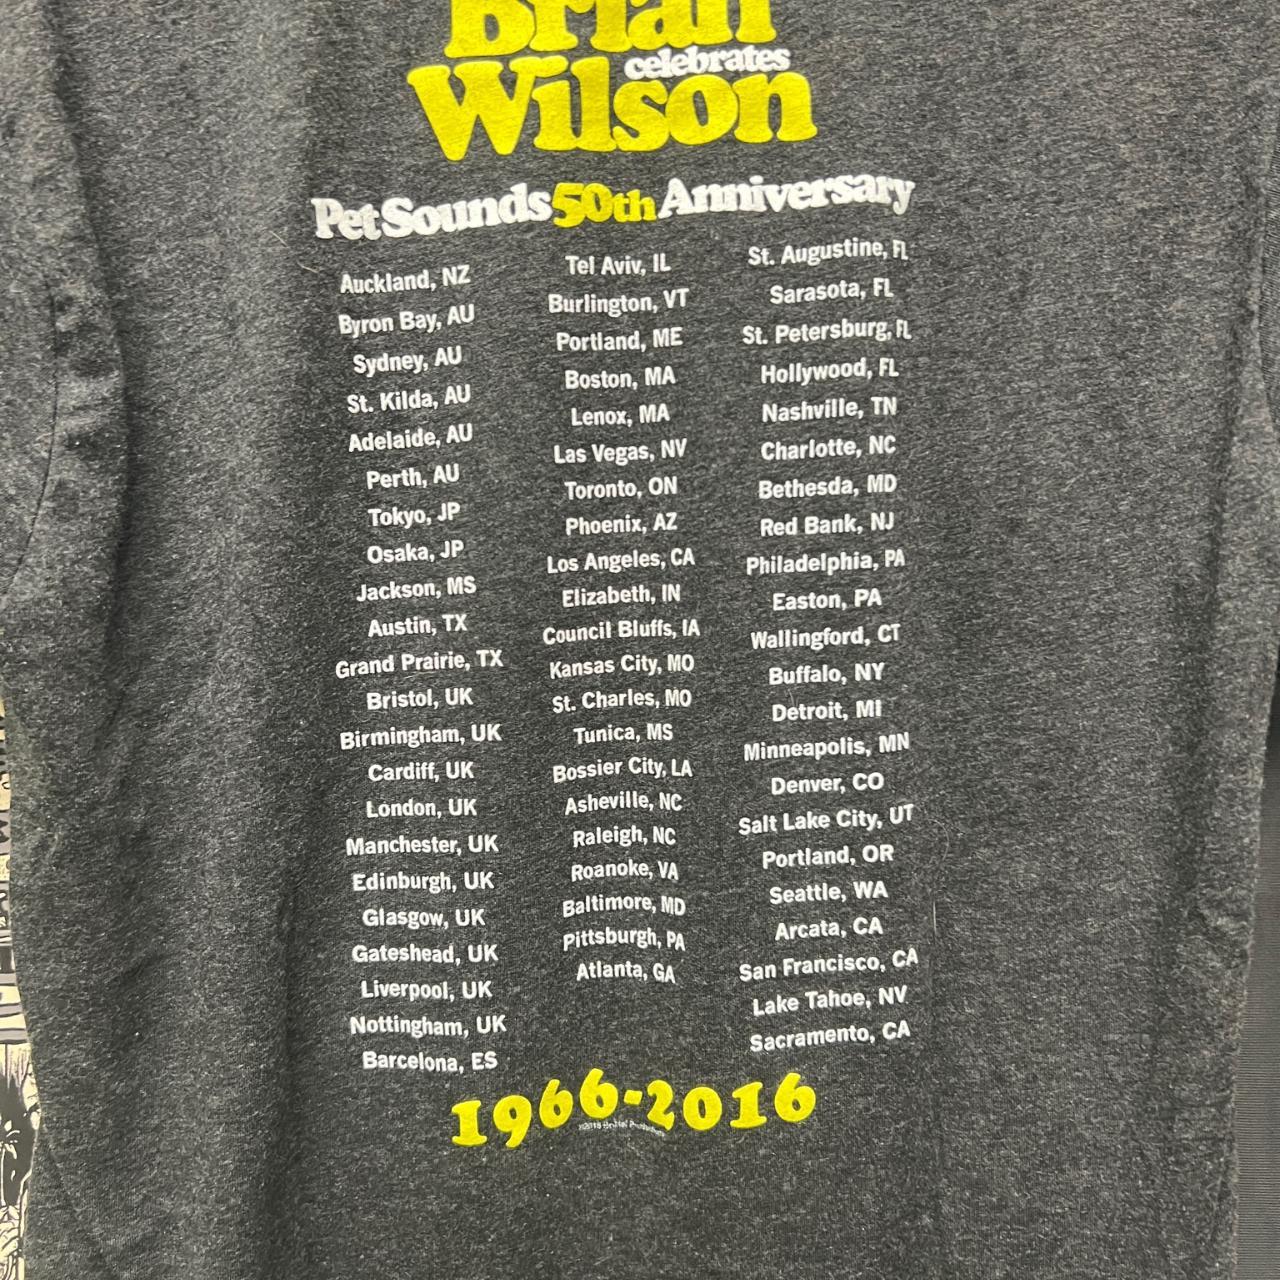 Brian
celebrates
Wilson
Pet Sounds 50th Anniversary
Auckland, NZ
Byron Bay, AU
Sydney, AU
St. Kilda, AU
Adelaide, AU
Perth, AU
Tokyo, JP
Osaka, JP
Jackson, MS
Austin, TX
Grand Prairie, TX
Bristol, UK
Birmingham, UK
Cardiff, UK
London, UK
Manchester, UK
Edinburgh, UK
Glasgow, UK
Gateshead, UK
Liverpool, UK
Nottingham, UK
Barcelona, ES
Tel Aviv, IL
Burlington, VT
Portland, ME
Boston, MA
Lenox, MA
Las Vegas, NV
Toronto, ON
Phoenix, AZ
Los Angeles, CA
Elizabeth, IN
Council Bluffs, IA
Kansas City, MO
St. Charles, MO
Tunica, MS
Bossier City, LA
Asheville, NC
Raleigh, NC
Roanoke, VA
Baltimore, MD
Pittsburgh, PA
Atlanta, GA
St. Augustine, FL
Sarasota, FL
St. Petersburg, FL
Hollywood, FL
Nashville, TN
Charlotte, NC
Bethesda, MD
Red Bank, NJ
Philadelphia, PA
Easton, PA
Wallingford, CT
Buffalo, NY
Detroit, MI
Minneapolis, MN
Denver, CO
Salt Lake City, UT
Portland, OR
Seattle, WA
Arcata, CA
San Francisco, CA
Lake Tahoe, NV
Sacramento, CA
1966-2016